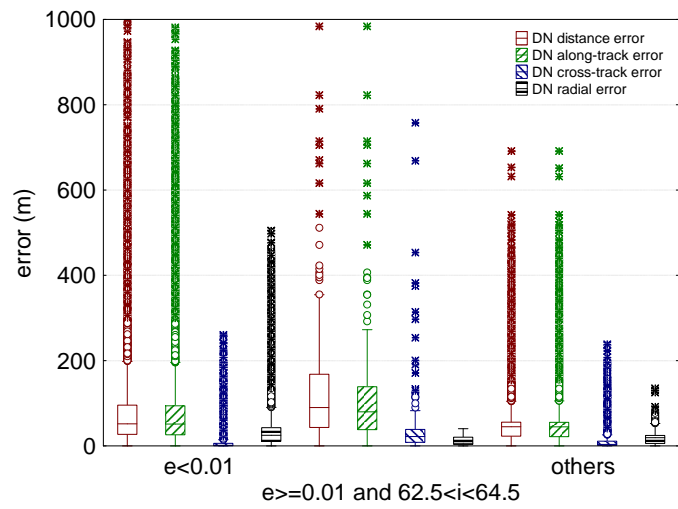 1000
800
600
400
200
0
error (m)
DN distance error
DN along-track error
DN cross-track error
DN radial error
e<0.01
others
e>=0.01 and 62.5<i<64.5